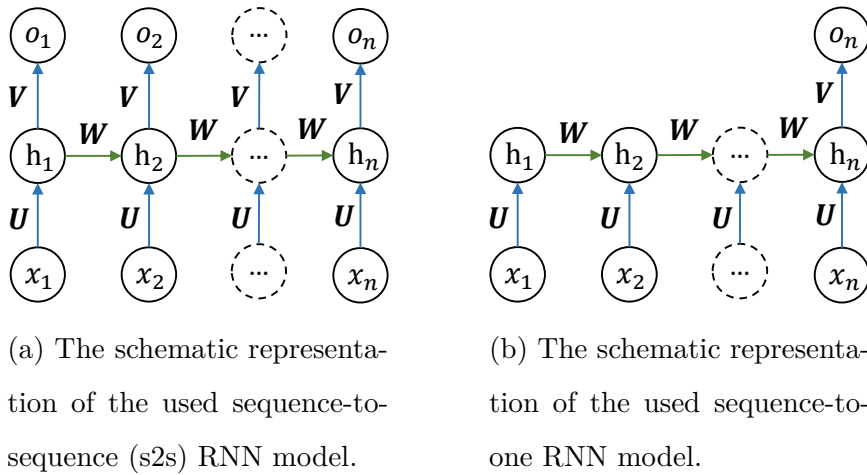 o₁ o₂ ... oₙ
V V V V
W W W
h₁ h₂ ... hₙ
U U U U
x₁ x₂ ... xₙ
(a) The schematic representa-
tion of the used sequence-to-
sequence (s2s) RNN model.
oₙ
V
W W W
h₁ h₂ ... hₙ
U U U U
x₁ x₂ ... xₙ
(b) The schematic representa-
tion of the used sequence-to-
one RNN model.